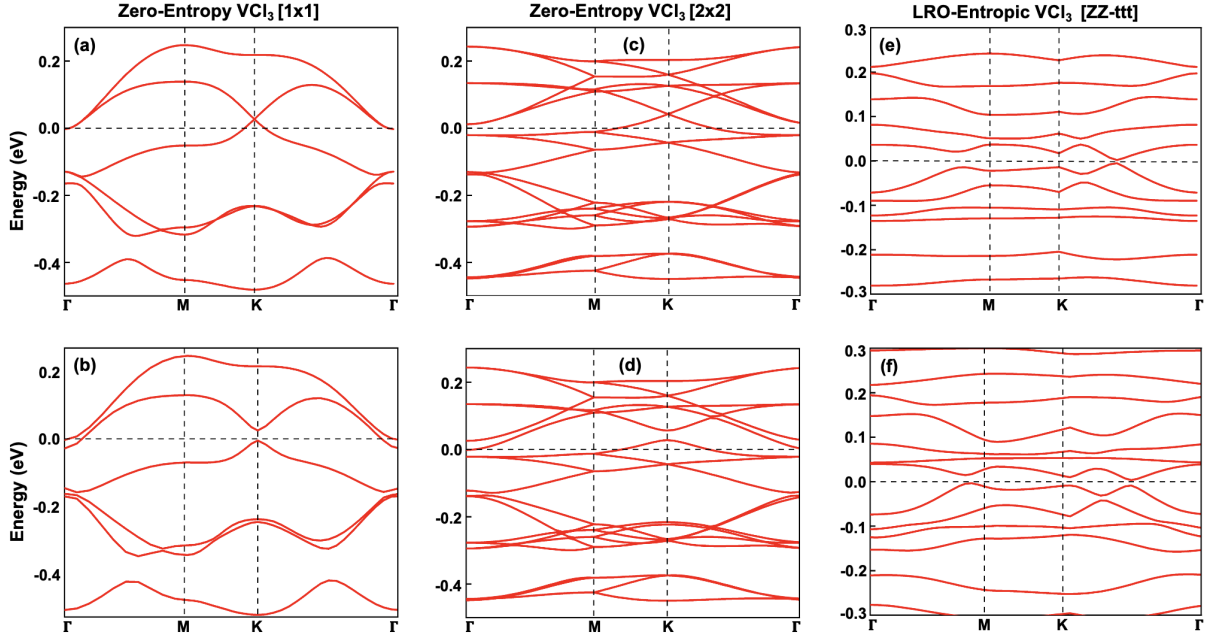 Zero-Entropy VCl₃ [1x1]
Zero-Entropy VCl₃ [2x2]
LRO-Entropic VCl₃ [ZZ-ttt]
(a)
0.2
0.0
-0.2
-0.4
Energy (eV)
Γ M K Γ
(c)
0.2
0.0
-0.2
-0.4
Γ M K Γ
(e)
0.3
0.2
0.1
0.0
-0.1
-0.2
-0.3
Γ M K Γ
(b)
0.2
0.0
-0.2
-0.4
Energy (eV)
Γ M K Γ
(d)
0.2
0.0
-0.2
-0.4
Γ M K Γ
(f)
0.3
0.2
0.1
0.0
-0.1
-0.2
-0.3
Γ M K Γ